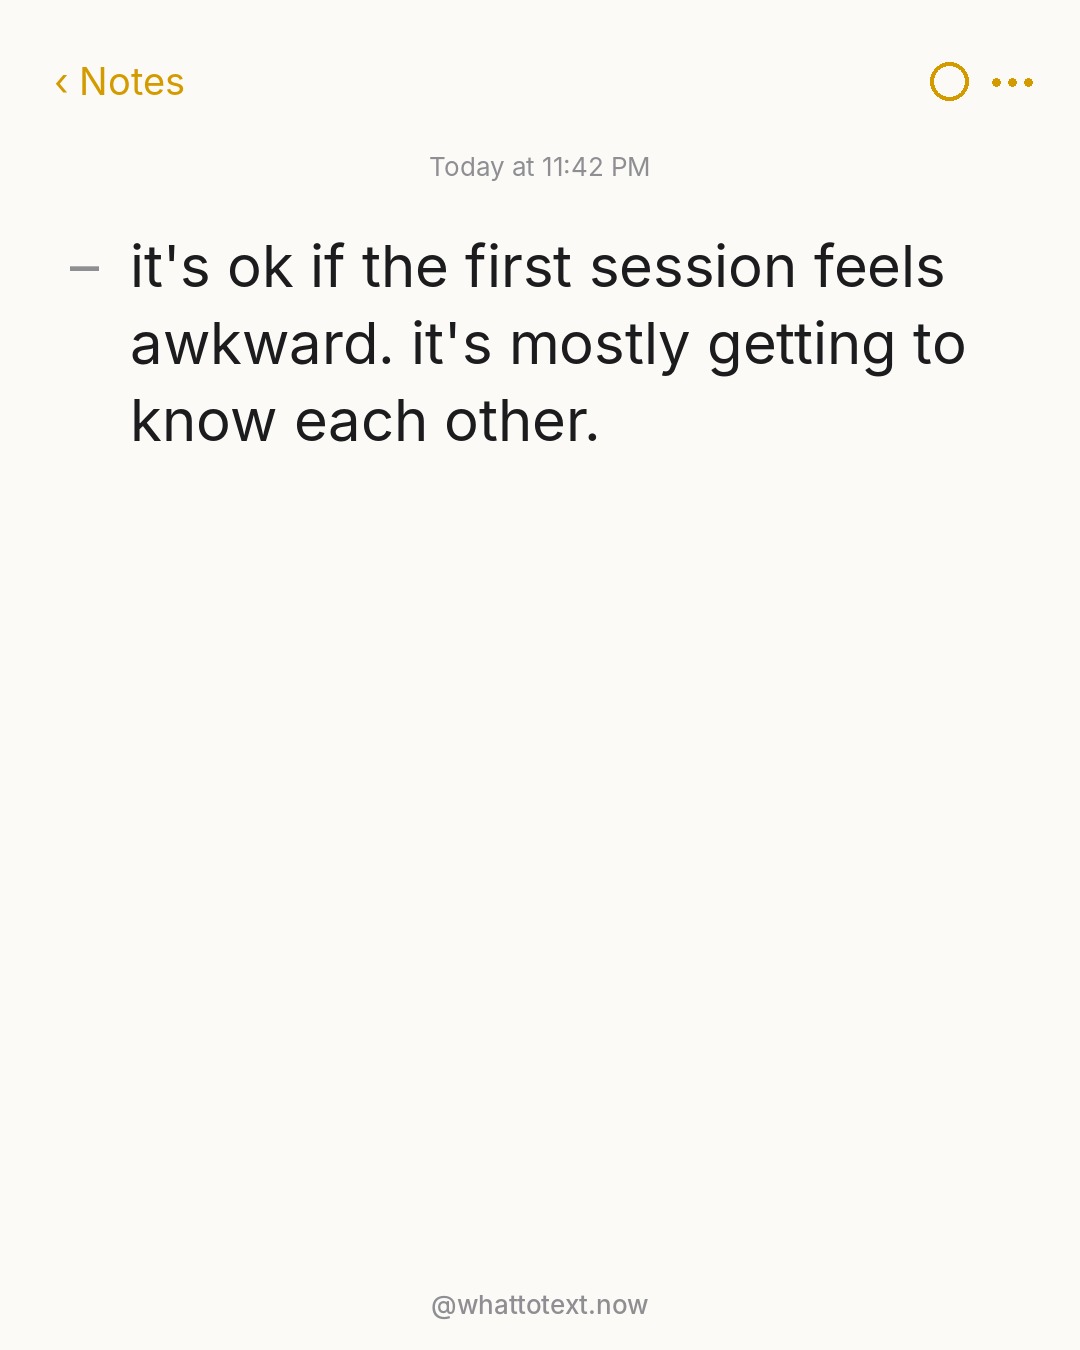 ‹ Notes
Today at 11:42 PM
– it's ok if the first session feels
awkward. it's mostly getting to
know each other.
@whattotext.now